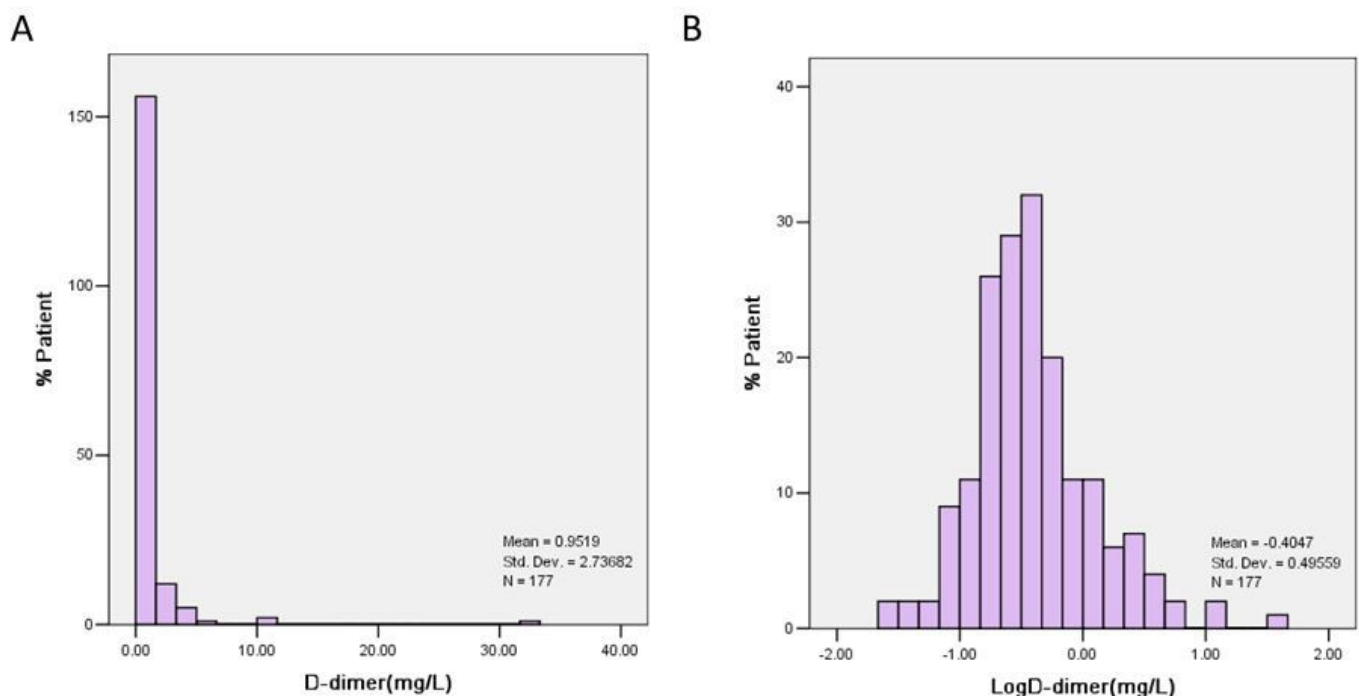 A
B
% Patient
150
100
50
0
0.00 10.00 20.00 30.00 40.00
D-dimer(mg/L)
Mean = 0.9519
Std. Dev. = 2.73682
N = 177
% Patient
40
30
20
10
0
-2.00 -1.00 0.00 1.00 2.00
LogD-dimer(mg/L)
Mean = -0.4047
Std. Dev. = 0.49559
N = 177